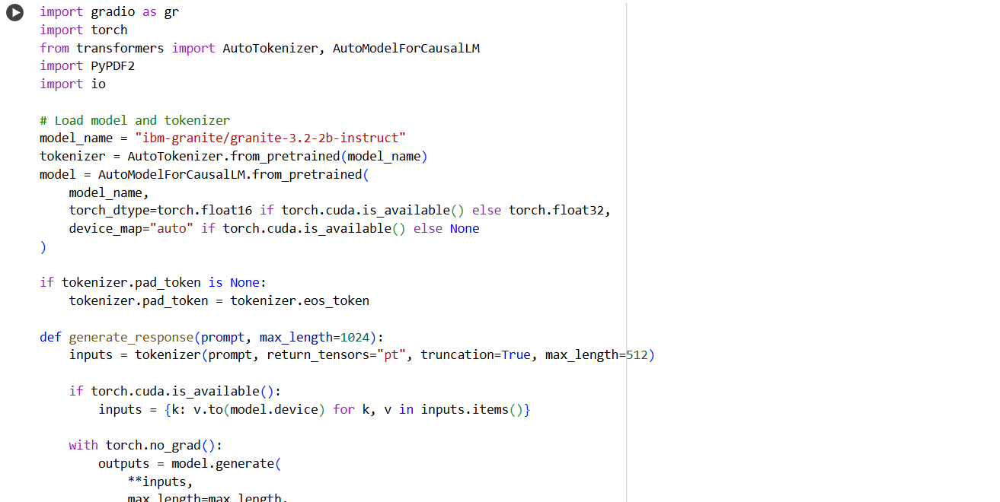 import gradio as gr
import torch
from transformers import AutoTokenizer, AutoModelForCausalLM
import PyPDF2
import io

# Load model and tokenizer
model_name = "ibm-granite/granite-3.2-2b-instruct"
tokenizer = AutoTokenizer.from_pretrained(model_name)
model = AutoModelForCausalLM.from_pretrained(
    model_name,
    torch_dtype=torch.float16 if torch.cuda.is_available() else torch.float32,
    device_map="auto" if torch.cuda.is_available() else None
)

if tokenizer.pad_token is None:
    tokenizer.pad_token = tokenizer.eos_token

def generate_response(prompt, max_length=1024):
    inputs = tokenizer(prompt, return_tensors="pt", truncation=True, max_length=512)

    if torch.cuda.is_available():
        inputs = {k: v.to(model.device) for k, v in inputs.items()}

    with torch.no_grad():
        outputs = model.generate(
            **inputs,
            max_length=max_length,